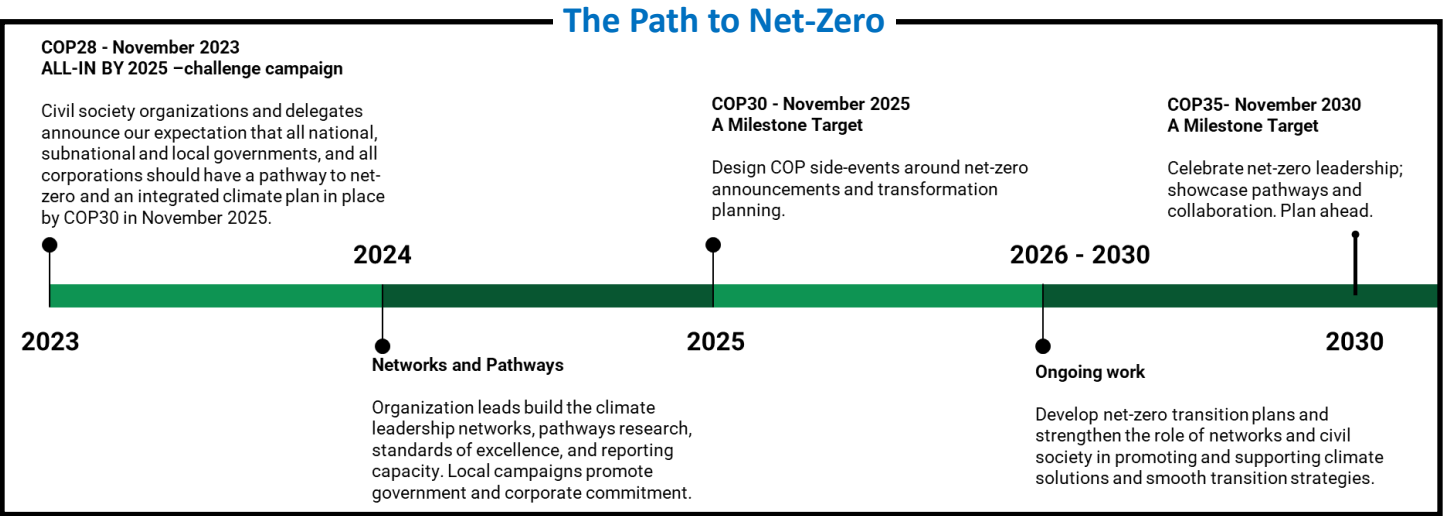 The Path to Net-Zero
COP28 - November 2023
ALL-IN BY 2025 –challenge campaign
Civil society organizations and delegates
announce our expectation that all national,
subnational and local governments, and all
corporations should have a pathway to net-
zero and an integrated climate plan in place
by COP30 in November 2025.
COP30 - November 2025
A Milestone Target
Design COP side-events around net-zero
announcements and transformation
planning.
COP35- November 2030
A Milestone Target
Celebrate net-zero leadership;
showcase pathways and
collaboration. Plan ahead.
2024
2026 - 2030
2023
2025
2030
Networks and Pathways
Organization leads build the climate
leadership networks, pathways research,
standards of excellence, and reporting
capacity. Local campaigns promote
government and corporate commitment.
Ongoing work
Develop net-zero transition plans and
strengthen the role of networks and civil
society in promoting and supporting climate
solutions and smooth transition strategies.